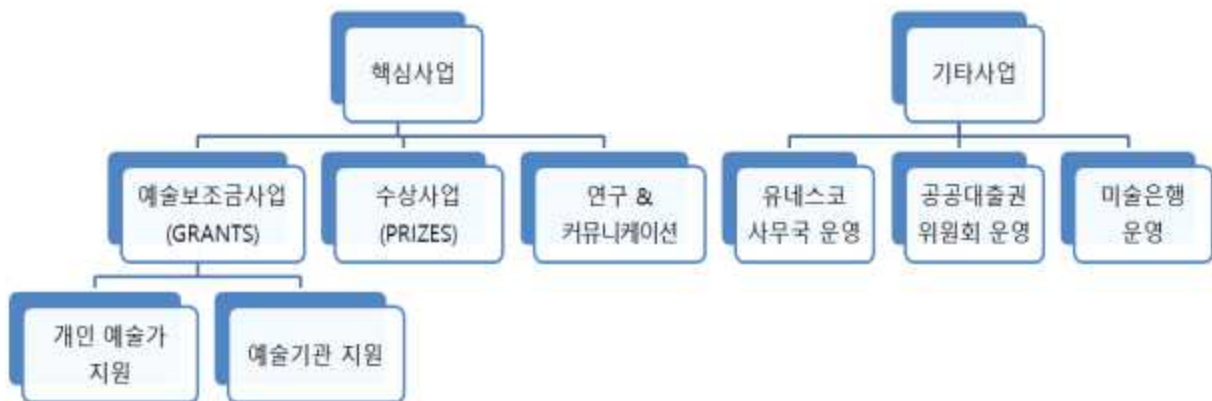 핵심사업
기타사업
예술보조금사업
(GRANTS)
수상사업
(PRIZES)
연구 &
커뮤니케이션
유네스코
사무국 운영
공공대출권
위원회 운영
미술은행
운영
개인 예술가
지원
예술기관 지원